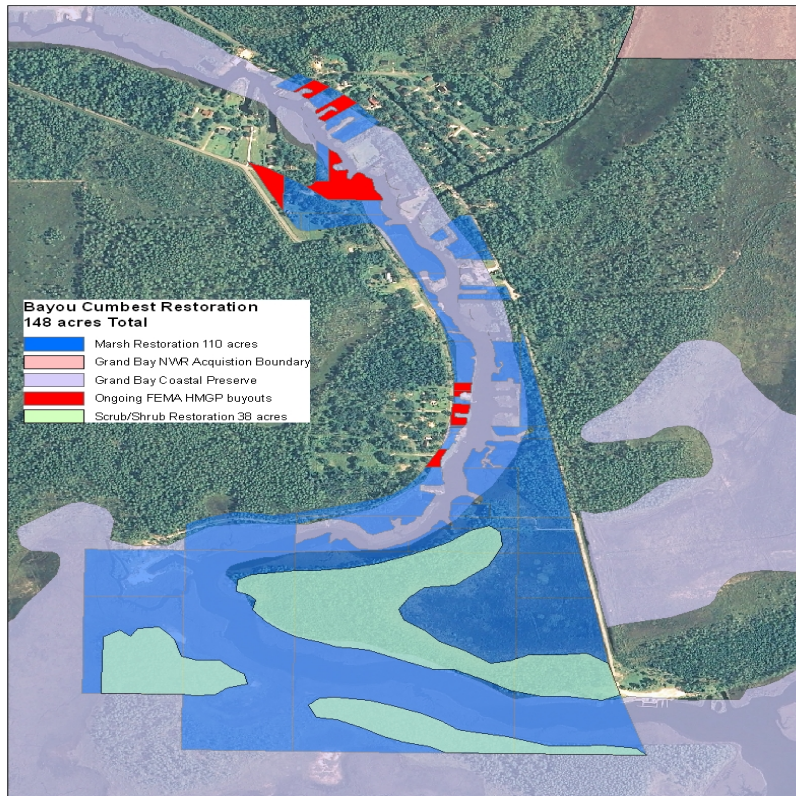 Bayou Cumbest Restoration
148 acres Total
Marsh Restoration 110 acres
Grand Bay NWR Acquistion Boundary
Grand Bay Coastal Preserve
Ongoing FEMA HMGP buyouts
Scrub/Shrub Restoration 38 acres